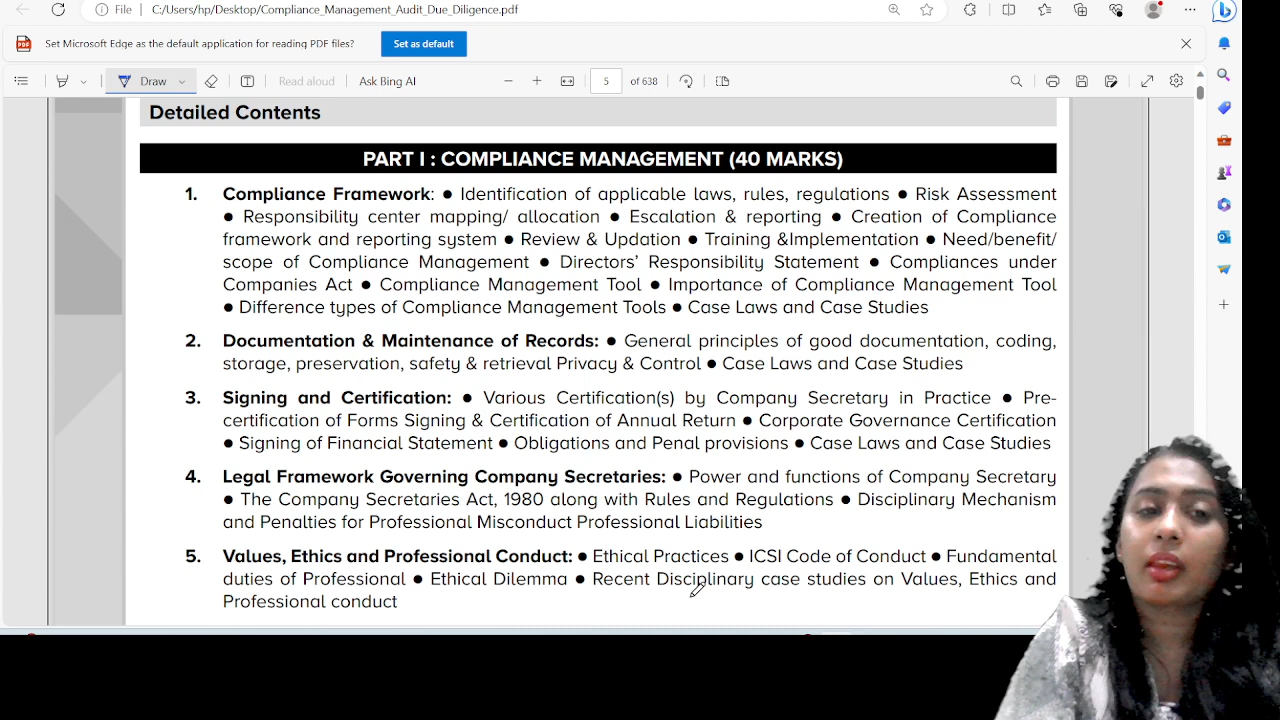 File
C:/Users/hp/Desktop/Compliance_Management_Audit_Due_Diligence.pdf
Set Microsoft Edge as the default application for reading PDF files?
Set as default
Draw
Read aloud
Ask Bing AI
5 of 638
Detailed Contents
PART I : COMPLIANCE MANAGEMENT (40 MARKS)
1. Compliance Framework: ● Identification of applicable laws, rules, regulations ● Risk Assessment
● Responsibility center mapping/ allocation ● Escalation & reporting ● Creation of Compliance
framework and reporting system ● Review & Updation ● Training &Implementation ● Need/benefit/
scope of Compliance Management ● Directors’ Responsibility Statement ● Compliances under
Companies Act ● Compliance Management Tool ● Importance of Compliance Management Tool
● Difference types of Compliance Management Tools ● Case Laws and Case Studies
2. Documentation & Maintenance of Records: ● General principles of good documentation, coding,
storage, preservation, safety & retrieval Privacy & Control ● Case Laws and Case Studies
3. Signing and Certification: ● Various Certification(s) by Company Secretary in Practice ● Pre-
certification of Forms Signing & Certification of Annual Return ● Corporate Governance Certification
● Signing of Financial Statement ● Obligations and Penal provisions ● Case Laws and Case Studies
4. Legal Framework Governing Company Secretaries: ● Power and functions of Company Secretary
● The Company Secretaries Act, 1980 along with Rules and Regulations ● Disciplinary Mechanism
and Penalties for Professional Misconduct Professional Liabilities
5. Values, Ethics and Professional Conduct: ● Ethical Practices ● ICSI Code of Conduct ● Fundamental
duties of Professional ● Ethical Dilemma ● Recent Disciplinary case studies on Values, Ethics and
Professional conduct